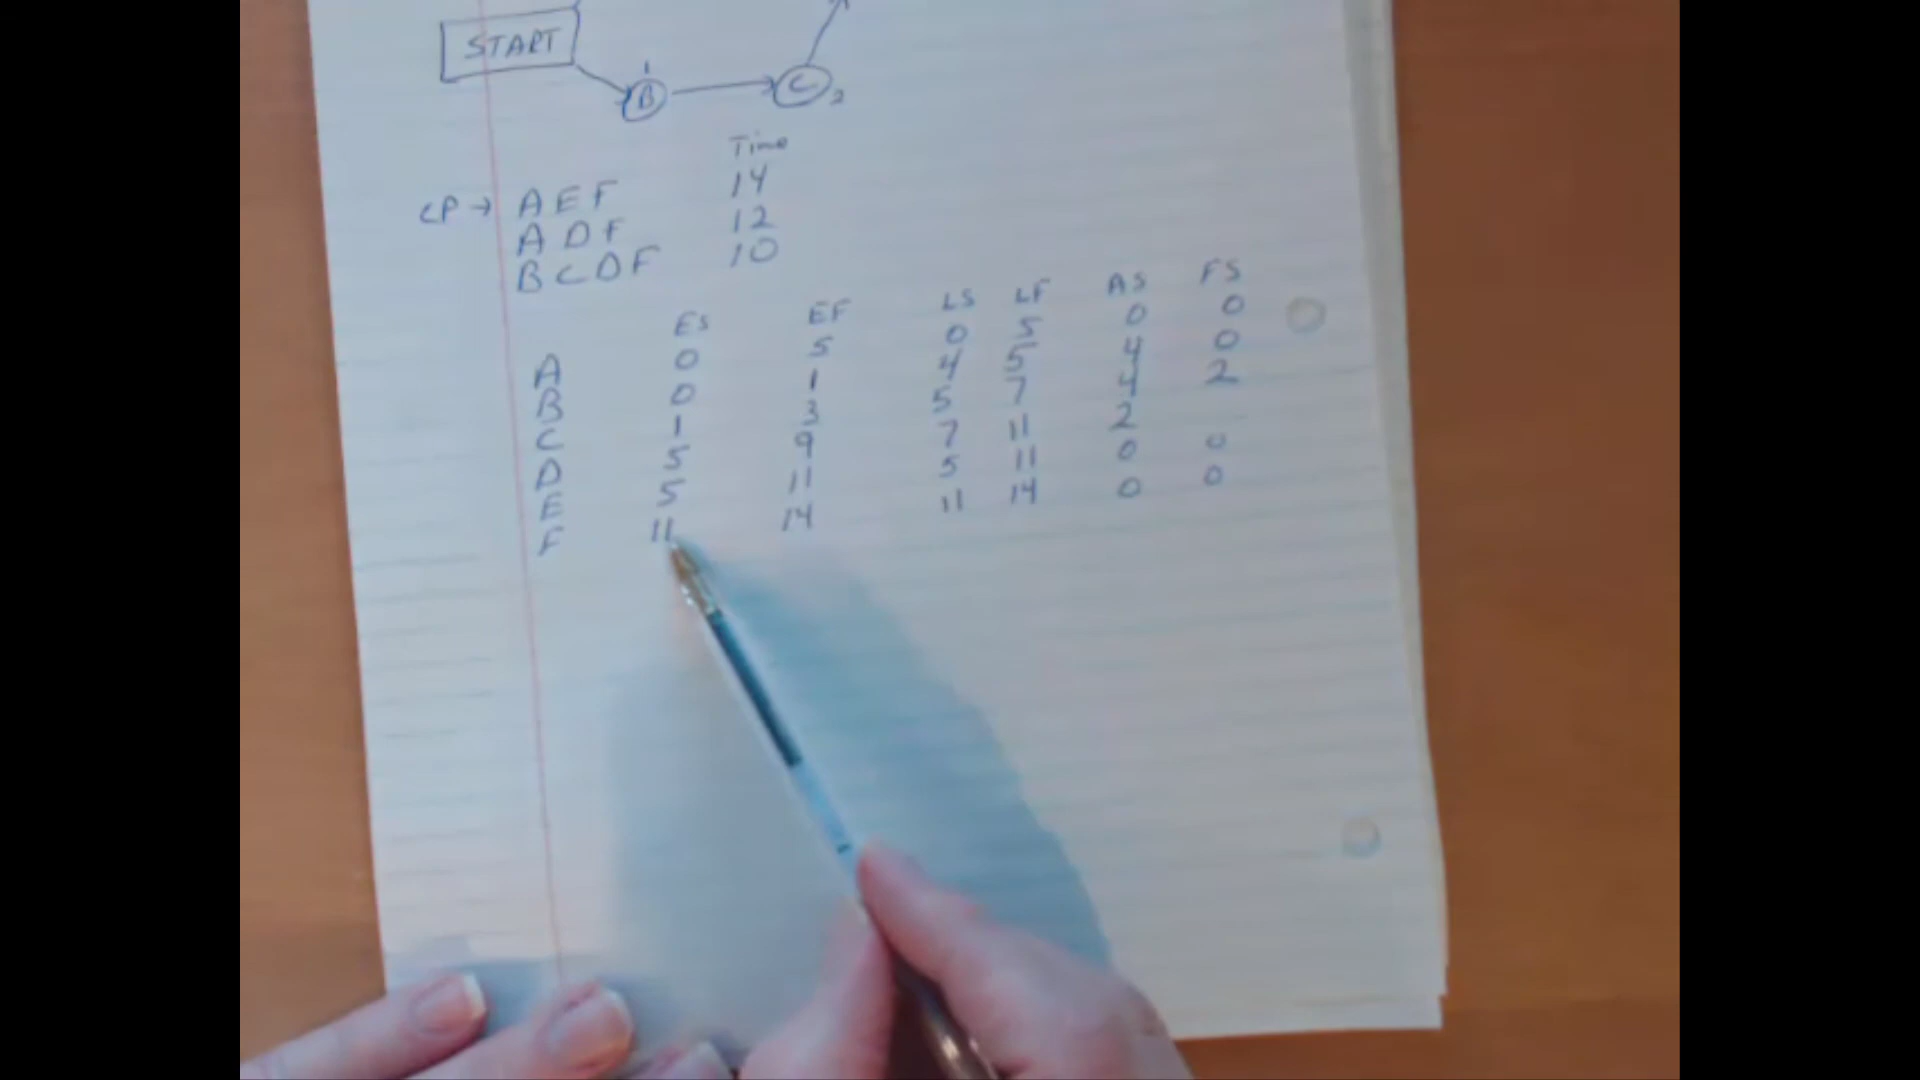 START
1
B
C
2
Time
CP → A E F 14
A D F 12
B C D F 10
ES EF LS LF AS FS
A 0 5 0 5 0 0
B 0 1 4 5 4 0
C 1 3 5 7 4 2
D 5 9 7 11 2
E 5 11 5 11 0 0
F 11 14 11 14 0 0